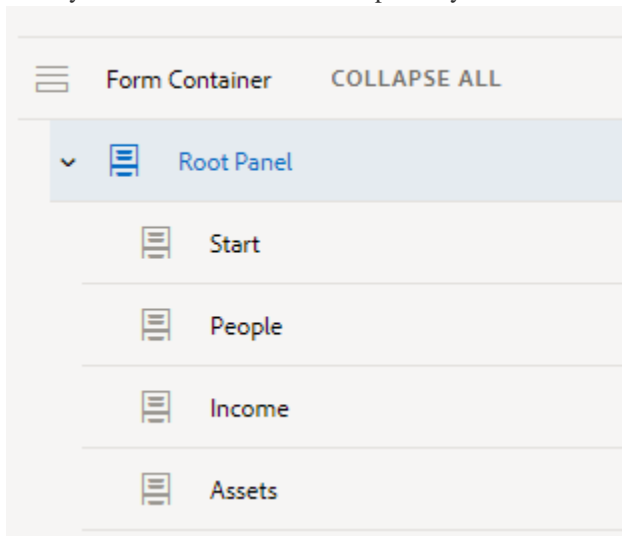 Form Container COLLAPSE ALL
Root Panel
Start
People
Income
Assets